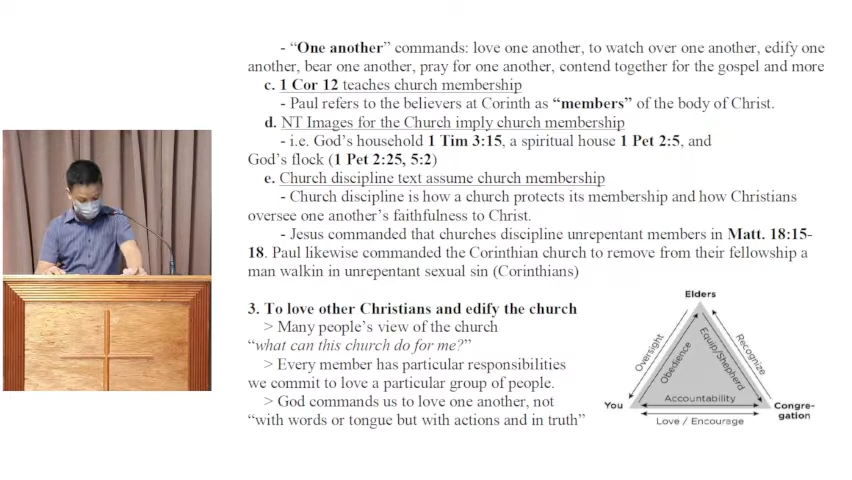 - “One another” commands: love one another, to watch over one another, edify one
another, bear one another, pray for one another, contend together for the gospel and more
c. 1 Cor 12 teaches church membership
- Paul refers to the believers at Corinth as “members” of the body of Christ.
d. NT Images for the Church imply church membership
- i.e. God’s household 1 Tim 3:15, a spiritual house 1 Pet 2:5, and
God’s flock (1 Pet 2:25, 5:2)
e. Church discipline text assume church membership
- Church discipline is how a church protects its membership and how Christians
oversee one another’s faithfulness to Christ.
- Jesus commanded that churches discipline unrepentant members in Matt. 18:15-
18. Paul likewise commanded the Corinthian church to remove from their fellowship a
man walkin in unrepentant sexual sin (Corinthians)
3. To love other Christians and edify the church
> Many people’s view of the church
“what can this church do for me?”
> Every member has particular responsibilities
we commit to love a particular group of people.
> God commands us to love one another, not
“with words or tongue but with actions and in truth”
Elders
Oversight
Obedience
Equip/Shepherd
Recognize
Accountability
You
Congre-
gation
Love / Encourage